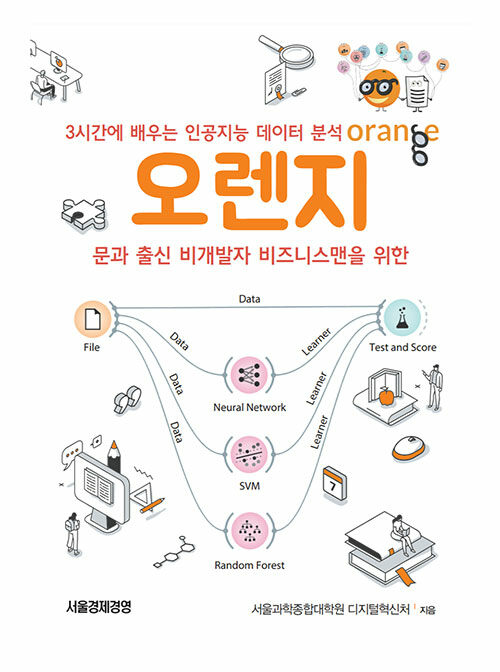 3시간에 배우는 인공지능 데이터 분석 orange
오렌지
문과 출신 비개발자 비즈니스맨을 위한
Data
File
Data
Learner
Test and Score
Neural Network
Data
Learner
SVM
Data
Learner
Random Forest
7
서울경제경영
서울과학종합대학원 디지털혁신처 | 지음